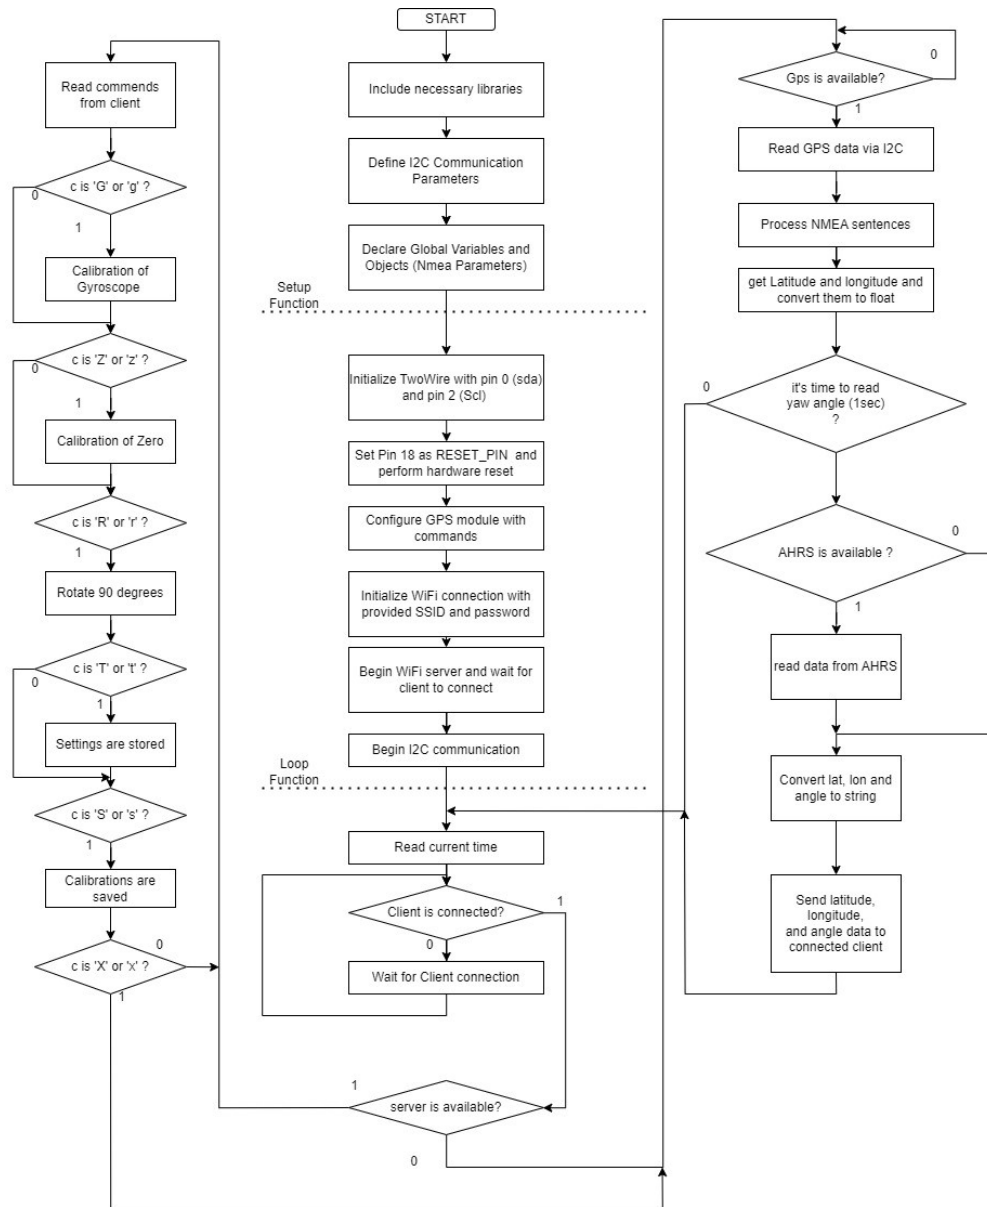 START
Include necessary libraries
Define I2C Communication
Parameters
Declare Global Variables and
Objects (Nmea Parameters)
Setup
Function
Initialize TwoWire with pin 0 (sda)
and pin 2 (Scl)
Set Pin 18 as RESET_PIN and
perform hardware reset
Configure GPS module with
commands
Initialize WiFi connection with
provided SSID and password
Begin WiFi server and wait for
client to connect
Begin I2C communication
Loop
Function
Read current time
Client is connected?
1
0
Wait for Client connection
server is available?
1
0
Read commends
from client
c is 'G' or 'g' ?
0
1
Calibration of
Gyroscope
c is 'Z' or 'z' ?
0
1
Calibration of Zero
c is 'R' or 'r' ?
1
Rotate 90 degrees
c is 'T' or 't' ?
0
1
Settings are stored
c is 'S' or 's' ?
1
Calibrations are
saved
c is 'X' or 'x' ?
0
1
Gps is available?
0
1
Read GPS data via I2C
Process NMEA sentences
get Latitude and longitude and
convert them to float
it's time to read
yaw angle (1sec)
?
0
AHRS is available ?
0
1
read data from AHRS
Convert lat, lon and
angle to string
Send latitude,
longitude,
and angle data to
connected client